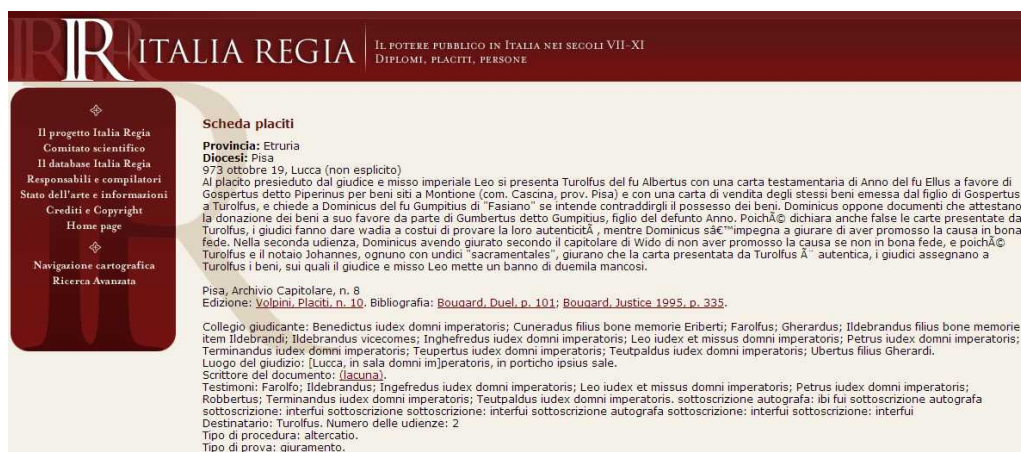 ITALIA REGIA
IL POTERE PUBBLICO IN ITALIA NEI SECOLI VII-XI
DIPLOMI, PLACITI, PERSONE
Il progetto Italia Regia
Comitato scientifico
Il database Italia Regia
Responsabili e compilatori
Stato dell'arte e informazioni
Crediti e Copyright
Home page
Navigazione cartografica
Ricerca Avanzata
Scheda placiti
Provincia: Etruria
Diocesi: Pisa
973 ottobre 19, Lucca (non esplicito)
Al placito presieduto dal giudice e misso imperiale Leo si presenta Turolfus del fu Albertus con una carta testamentaria di Anno del fu Ellus a favore di
Gospertus detto Piperinus per beni siti a Montione (com. Cascina, prov. Pisa) e con una carta di vendita degli stessi beni emessa dal figlio di Gospertus
a Turolfus, e chiede a Dominicus del fu Gumpitius di "Fasiano" se intende contraddirgli il possesso dei beni. Dominicus oppone documenti che attestano
la donazione dei beni a suo favore da parte di Gumbertus detto Gumpitius, figlio del defunto Anno. PoichÃ© dichiara anche false le carte presentate da
Turolfus, i giudici fanno dare wadia a costui di provare la loro autenticitÃ , mentre Dominicus sâ€™impegna a giurare di aver promosso la causa in bona
fede. Nella seconda udienza, Dominicus avendo giurato secondo il capitolare di Wido di non aver promosso la causa se non in bona fede, e poichÃ©
Turolfus e il notaio Johannes, ognuno con undici "sacramentales", giurano che la carta presentata da Turolfus Ã¨ autentica, i giudici assegnano a
Turolfus i beni, sui quali il giudice e misso Leo mette un banno di duemila mancosi.
Pisa, Archivio Capitolare, n. 8
Edizione: Volpini, Placiti, n. 10. Bibliografia: Bougard, Duel, p. 101; Bougard, Justice 1995, p. 335.
Collegio giudicante: Benedictus iudex domni imperatoris; Cuneradus filius bone memorie Eriberti; Farolfus; Gherardus; Ildebrandus filius bone memorie
item Ildebrandi; Ildebrandus vicecomes; Inghefredus iudex domni imperatoris; Leo iudex et missus domni imperatoris; Petrus iudex domni imperatoris;
Terminandus iudex domni imperatoris; Teupertus iudex domni imperatoris; Teutpaldus iudex domni imperatoris; Ubertus filius Gherardi.
Luogo del giudizio: [Lucca, in sala domni im]peratoris, in porticho ipsius sale.
Scrittore del documento: (lacuna).
Testimoni: Farolfo; Ildebrandus; Ingefredus iudex domni imperatoris; Leo iudex et missus domni imperatoris; Petrus iudex domni imperatoris;
Robbertus; Terminandus iudex domni imperatoris; Teutpaldus iudex domni imperatoris. sottoscrizione autografa: ibi fui sottoscrizione autografa
sottoscrizione: interfui sottoscrizione sottoscrizione: interfui sottoscrizione autografa sottoscrizione: interfui sottoscrizione: interfui
Destinatario: Turolfus. Numero delle udienze: 2
Tipo di procedura: altercatio.
Tipo di prova: giuramento.